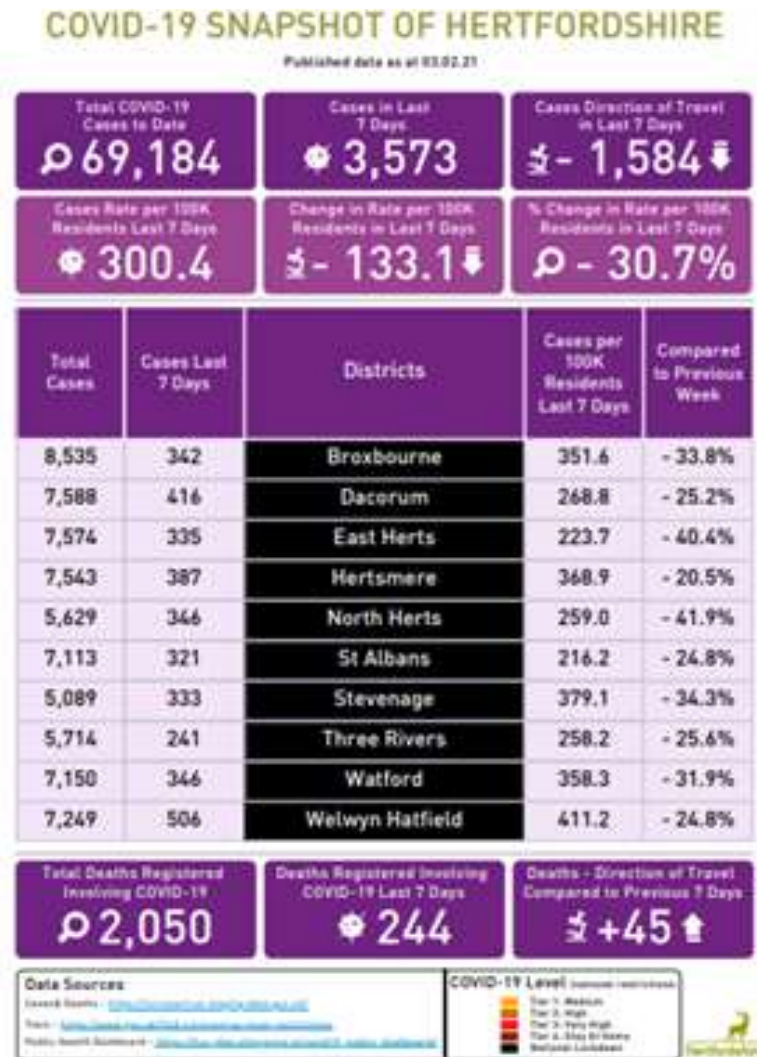 COVID-19 SNAPSHOT OF HERTFORDSHIRE
Published data as at 03.02.21
Total COVID-19
Cases to Date
69,184
Cases in Last
7 Days
3,573
Cases Direction of Travel
in Last 7 Days
- 1,584
Cases Rate per 100K
Residents Last 7 Days
300.4
Change in Rate per 100K
Residents in Last 7 Days
- 133.1
% Change in Rate per 100K
Residents in Last 7 Days
- 30.7%
Total Cases | Cases Last 7 Days | Districts | Cases per 100K Residents Last 7 Days | Compared to Previous Week
8,535 342 Broxbourne 351.6 - 33.8%
7,588 416 Dacorum 268.8 - 25.2%
7,574 335 East Herts 223.7 - 40.4%
7,543 387 Hertsmere 368.9 - 20.5%
5,629 346 North Herts 259.0 - 41.9%
7,113 321 St Albans 216.2 - 24.8%
5,089 333 Stevenage 379.1 - 34.3%
5,714 241 Three Rivers 258.2 - 25.6%
7,150 346 Watford 358.3 - 31.9%
7,249 506 Welwyn Hatfield 411.2 - 24.8%
Total Deaths Registered
Involving COVID-19
2,050
Deaths Registered Involving
COVID-19 Last 7 Days
244
Deaths - Direction of Travel
Compared to Previous 7 Days
+45
Data Sources
COVID-19 Level
Tier 1: Medium
Tier 2: High
Tier 3: Very High
Tier 4: Stay At Home
National Lockdown